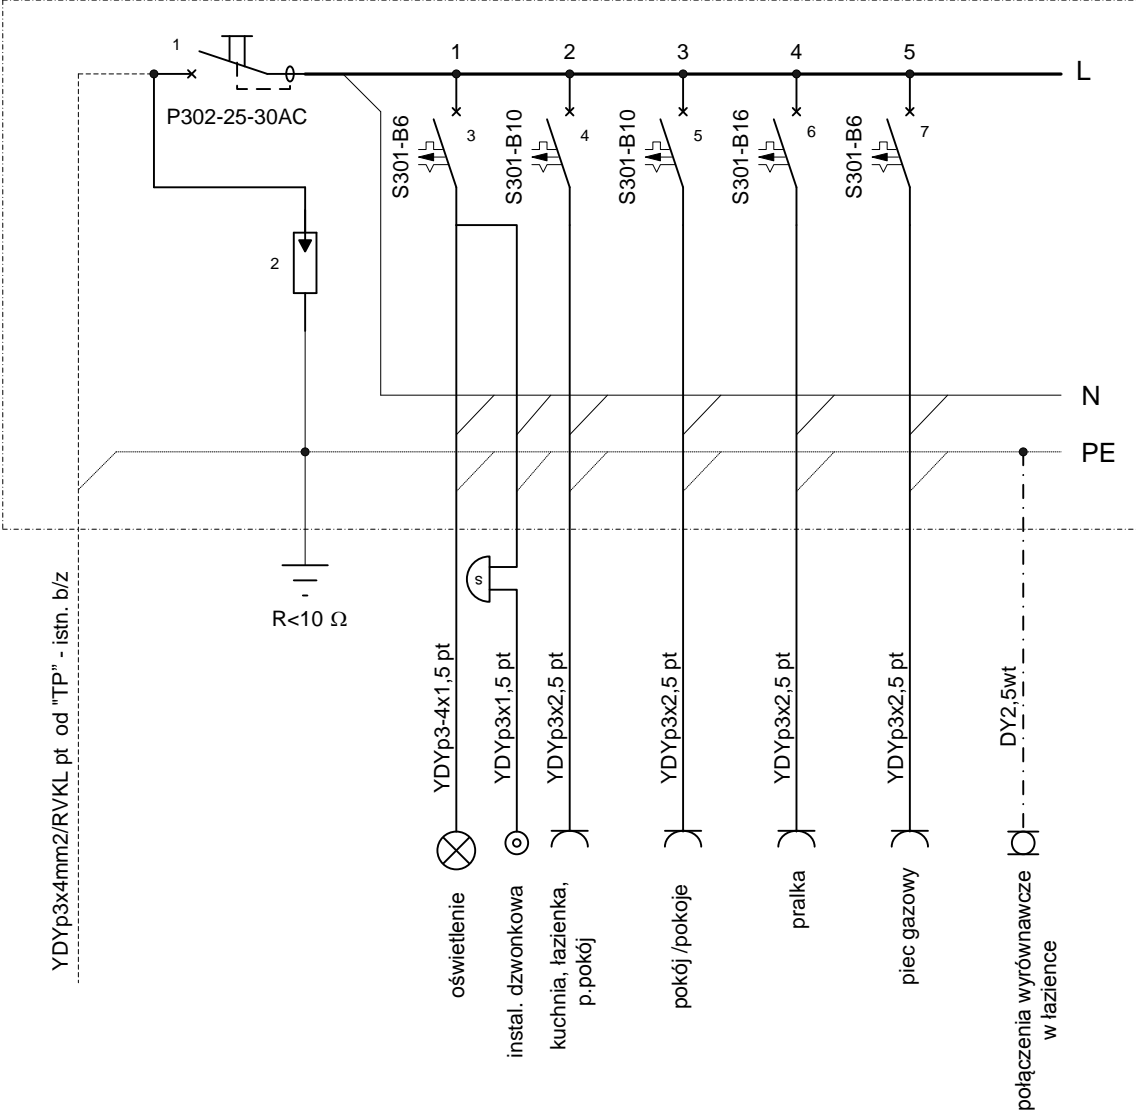 1
P302-25-30AC
2
1
2
3
4
5
L
S301-B6
3
S301-B10
4
S301-B10
5
S301-B16
6
S301-B6
7
N
PE
R<10 Ω
s
YDYp3x4mm2/RVKL pt od "TP" - istn. b/z
YDYp3-4x1,5 pt
YDYp3x1,5 pt
YDYp3x2,5 pt
YDYp3x2,5 pt
YDYp3x2,5 pt
YDYp3x2,5 pt
DY2,5wt
oświetlenie
instal. dzwonkowa
kuchnia, łazienka,
p.pokój
pokój /pokoje
pralka
piec gazowy
połączenia wyrównawcze
w łazience